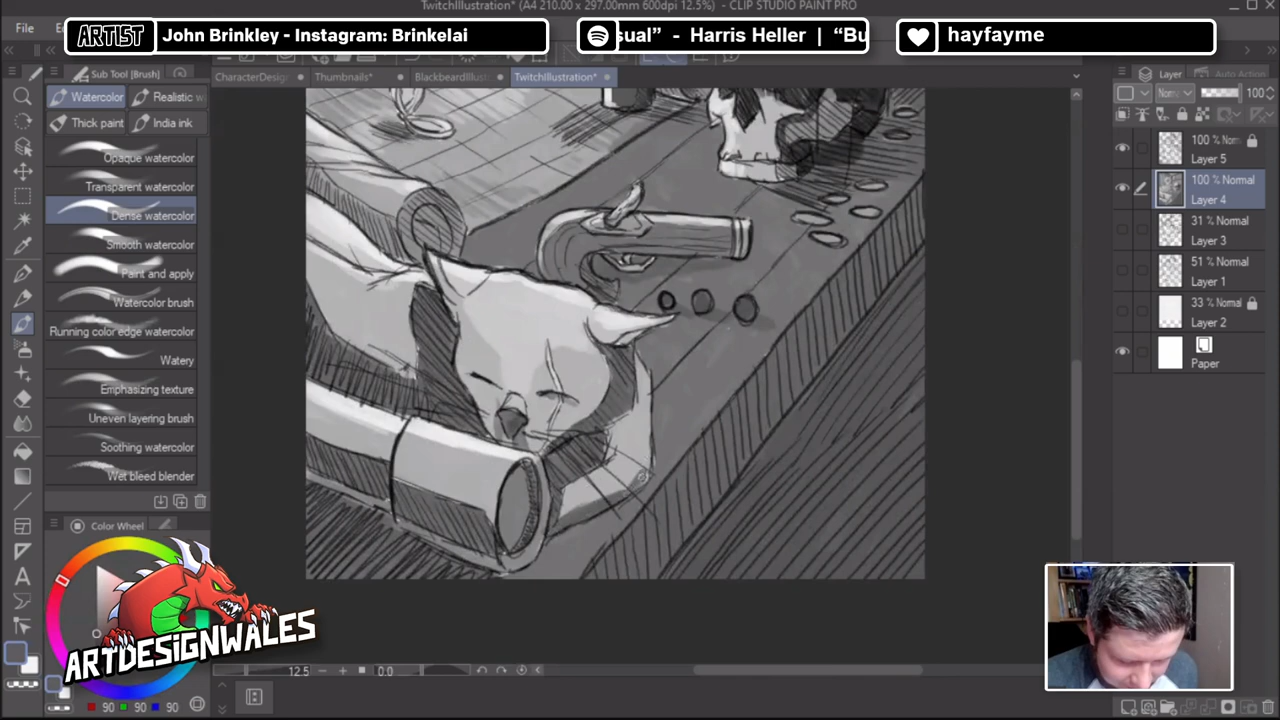 TwitchIllustration* (A4 210.00 x 297.00mm 600dpi 12.5%) - CLIP STUDIO PAINT PRO
File
ARTIST
John Brinkley - Instagram: Brinkelai
sual” - Harris Heller | “Bu
hayfayme
Sub Tool [Brush]
CharacterDesig
Thumbnails*
BlackbeardIllust
TwitchIllustration*
Layer
Auto Action
Watercolor
Realistic w
Norm
100
Thick paint
India ink
Opaque watercolor
Transparent watercolor
Dense watercolor
Smooth watercolor
Paint and apply
Watercolor brush
Running color edge watercolor
Watery
Emphasizing texture
Uneven layering brush
Soothing watercolor
Wet bleed blender
100 % Norm
Layer 5
100 % Normal
Layer 4
31 % Normal
Layer 3
51 % Normal
Layer 1
33 % Normal
Layer 2
Paper
Color Wheel
ARTDESIGNWALES
12.5
0.0
90 90 90